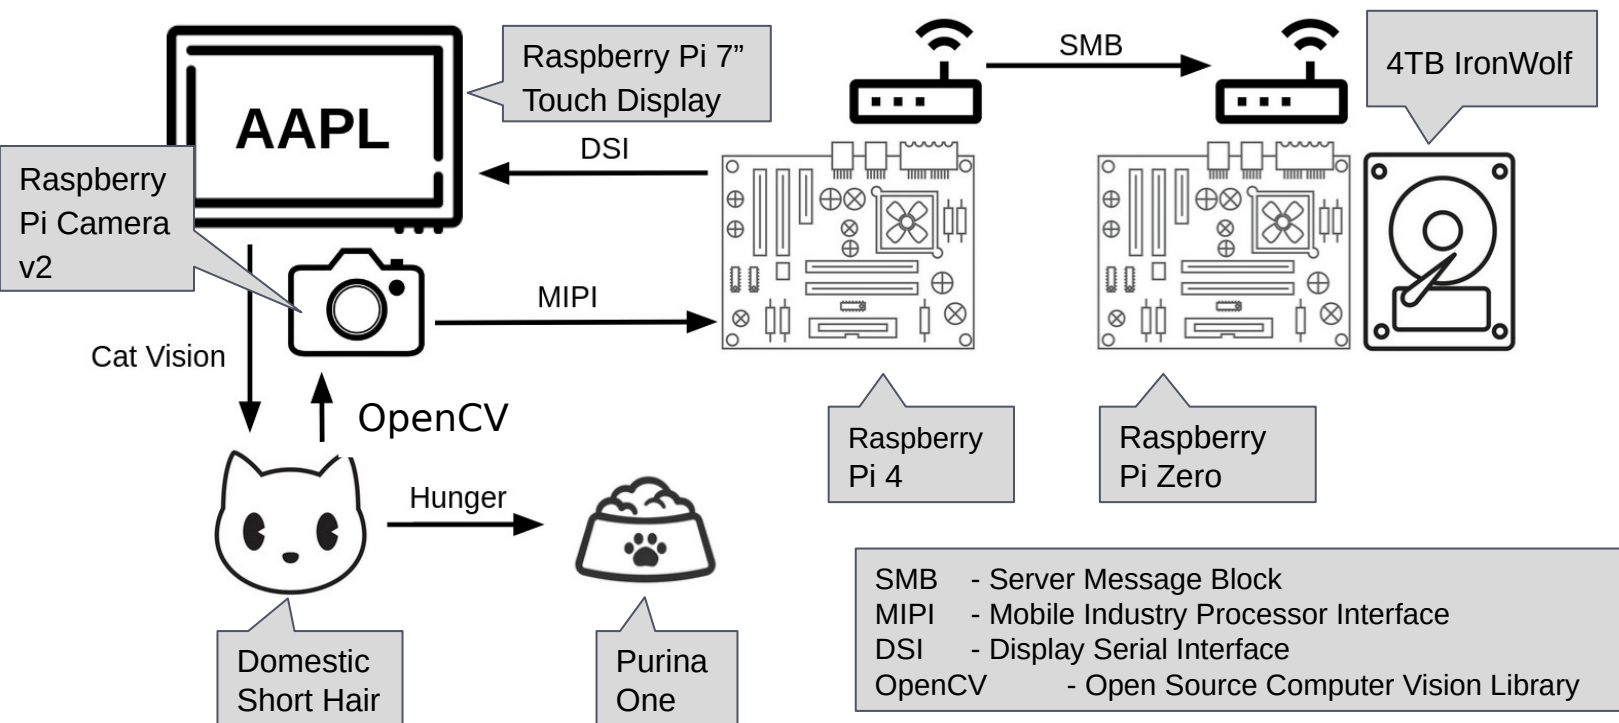 AAPL
Raspberry Pi 7”
Touch Display
SMB
4TB IronWolf
DSI
Raspberry
Pi Camera
v2
MIPI
Cat Vision
OpenCV
Raspberry
Pi 4
Raspberry
Pi Zero
Hunger
Domestic
Short Hair
Purina
One
SMB - Server Message Block
MIPI - Mobile Industry Processor Interface
DSI - Display Serial Interface
OpenCV - Open Source Computer Vision Library